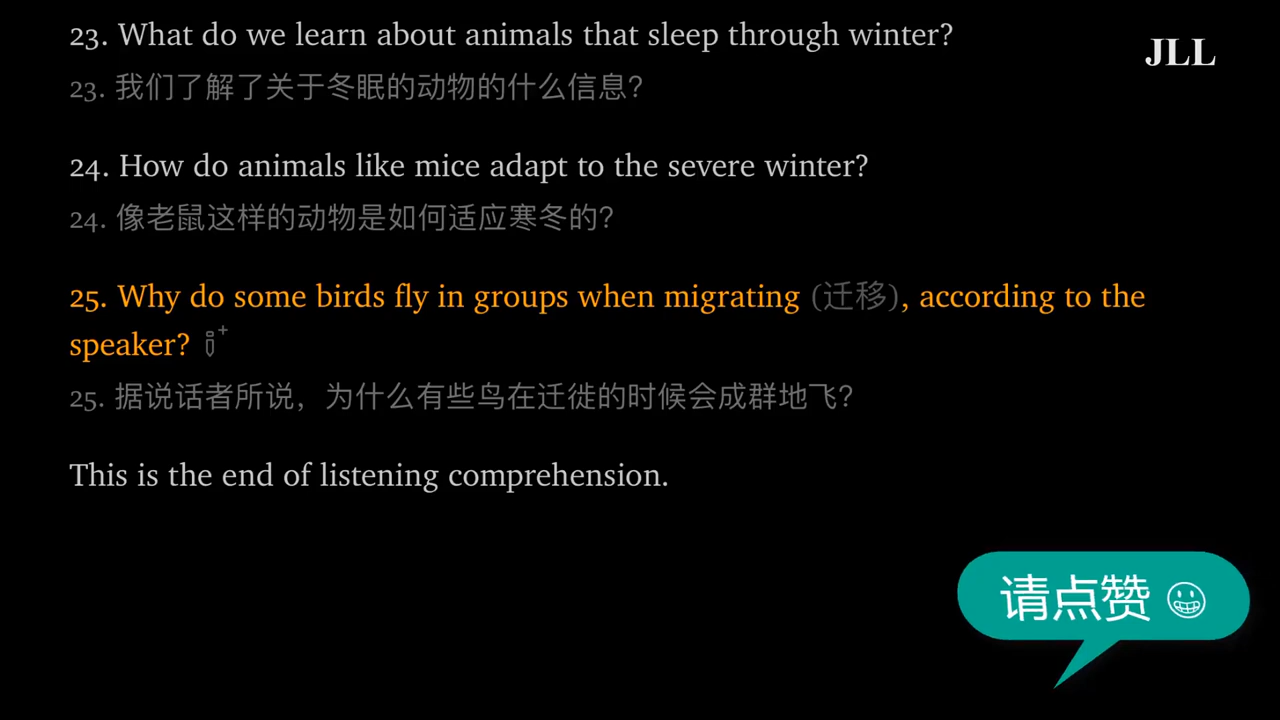 23. What do we learn about animals that sleep through winter?
JLL
23. 我们了解了关于冬眠的动物的什么信息？
24. How do animals like mice adapt to the severe winter?
24. 像老鼠这样的动物是如何适应寒冬的？
25. Why do some birds fly in groups when migrating (迁移), according to the
speaker?
25. 据说话者所说，为什么有些鸟在迁徙的时候会成群地飞？
This is the end of listening comprehension.
请点赞 😀